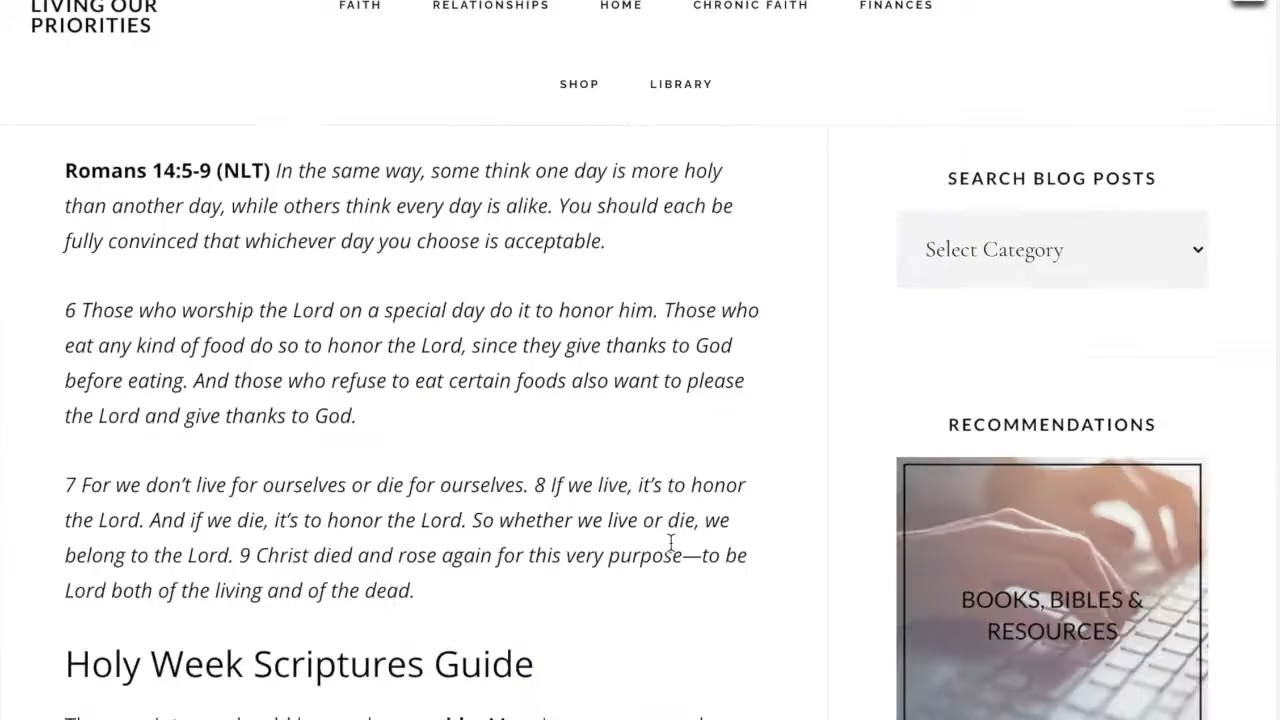 LIVING OUR
PRIORITIES
FAITH RELATIONSHIPS HOME CHRONIC FAITH FINANCES
SHOP LIBRARY
Romans 14:5-9 (NLT) In the same way, some think one day is more holy
than another day, while others think every day is alike. You should each be
fully convinced that whichever day you choose is acceptable.
6 Those who worship the Lord on a special day do it to honor him. Those who
eat any kind of food do so to honor the Lord, since they give thanks to God
before eating. And those who refuse to eat certain foods also want to please
the Lord and give thanks to God.
7 For we don’t live for ourselves or die for ourselves. 8 If we live, it’s to honor
the Lord. And if we die, it’s to honor the Lord. So whether we live or die, we
belong to the Lord. 9 Christ died and rose again for this very purpose—to be
Lord both of the living and of the dead.
Holy Week Scriptures Guide
SEARCH BLOG POSTS
Select Category
RECOMMENDATIONS
BOOKS, BIBLES &
RESOURCES